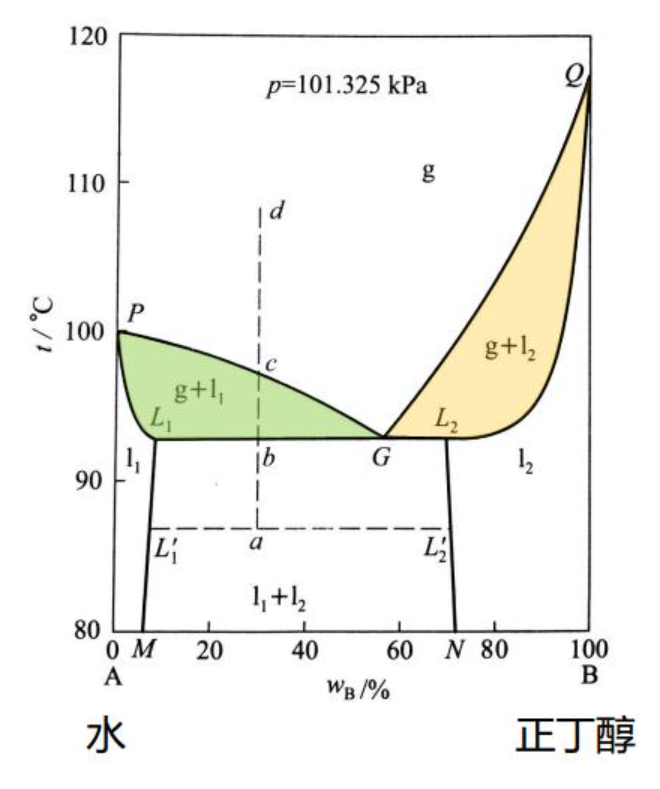 120
p=101.325 kPa
Q
110
g
d
t / °C
P
100
c
g+l₁
g+l₂
L₁
L₂
l₁
b
G
l₂
90
L′₁
a
L′₂
l₁+l₂
80
0 M 20 40 60 N 80 100
A
w_B /%
B
水
正丁醇